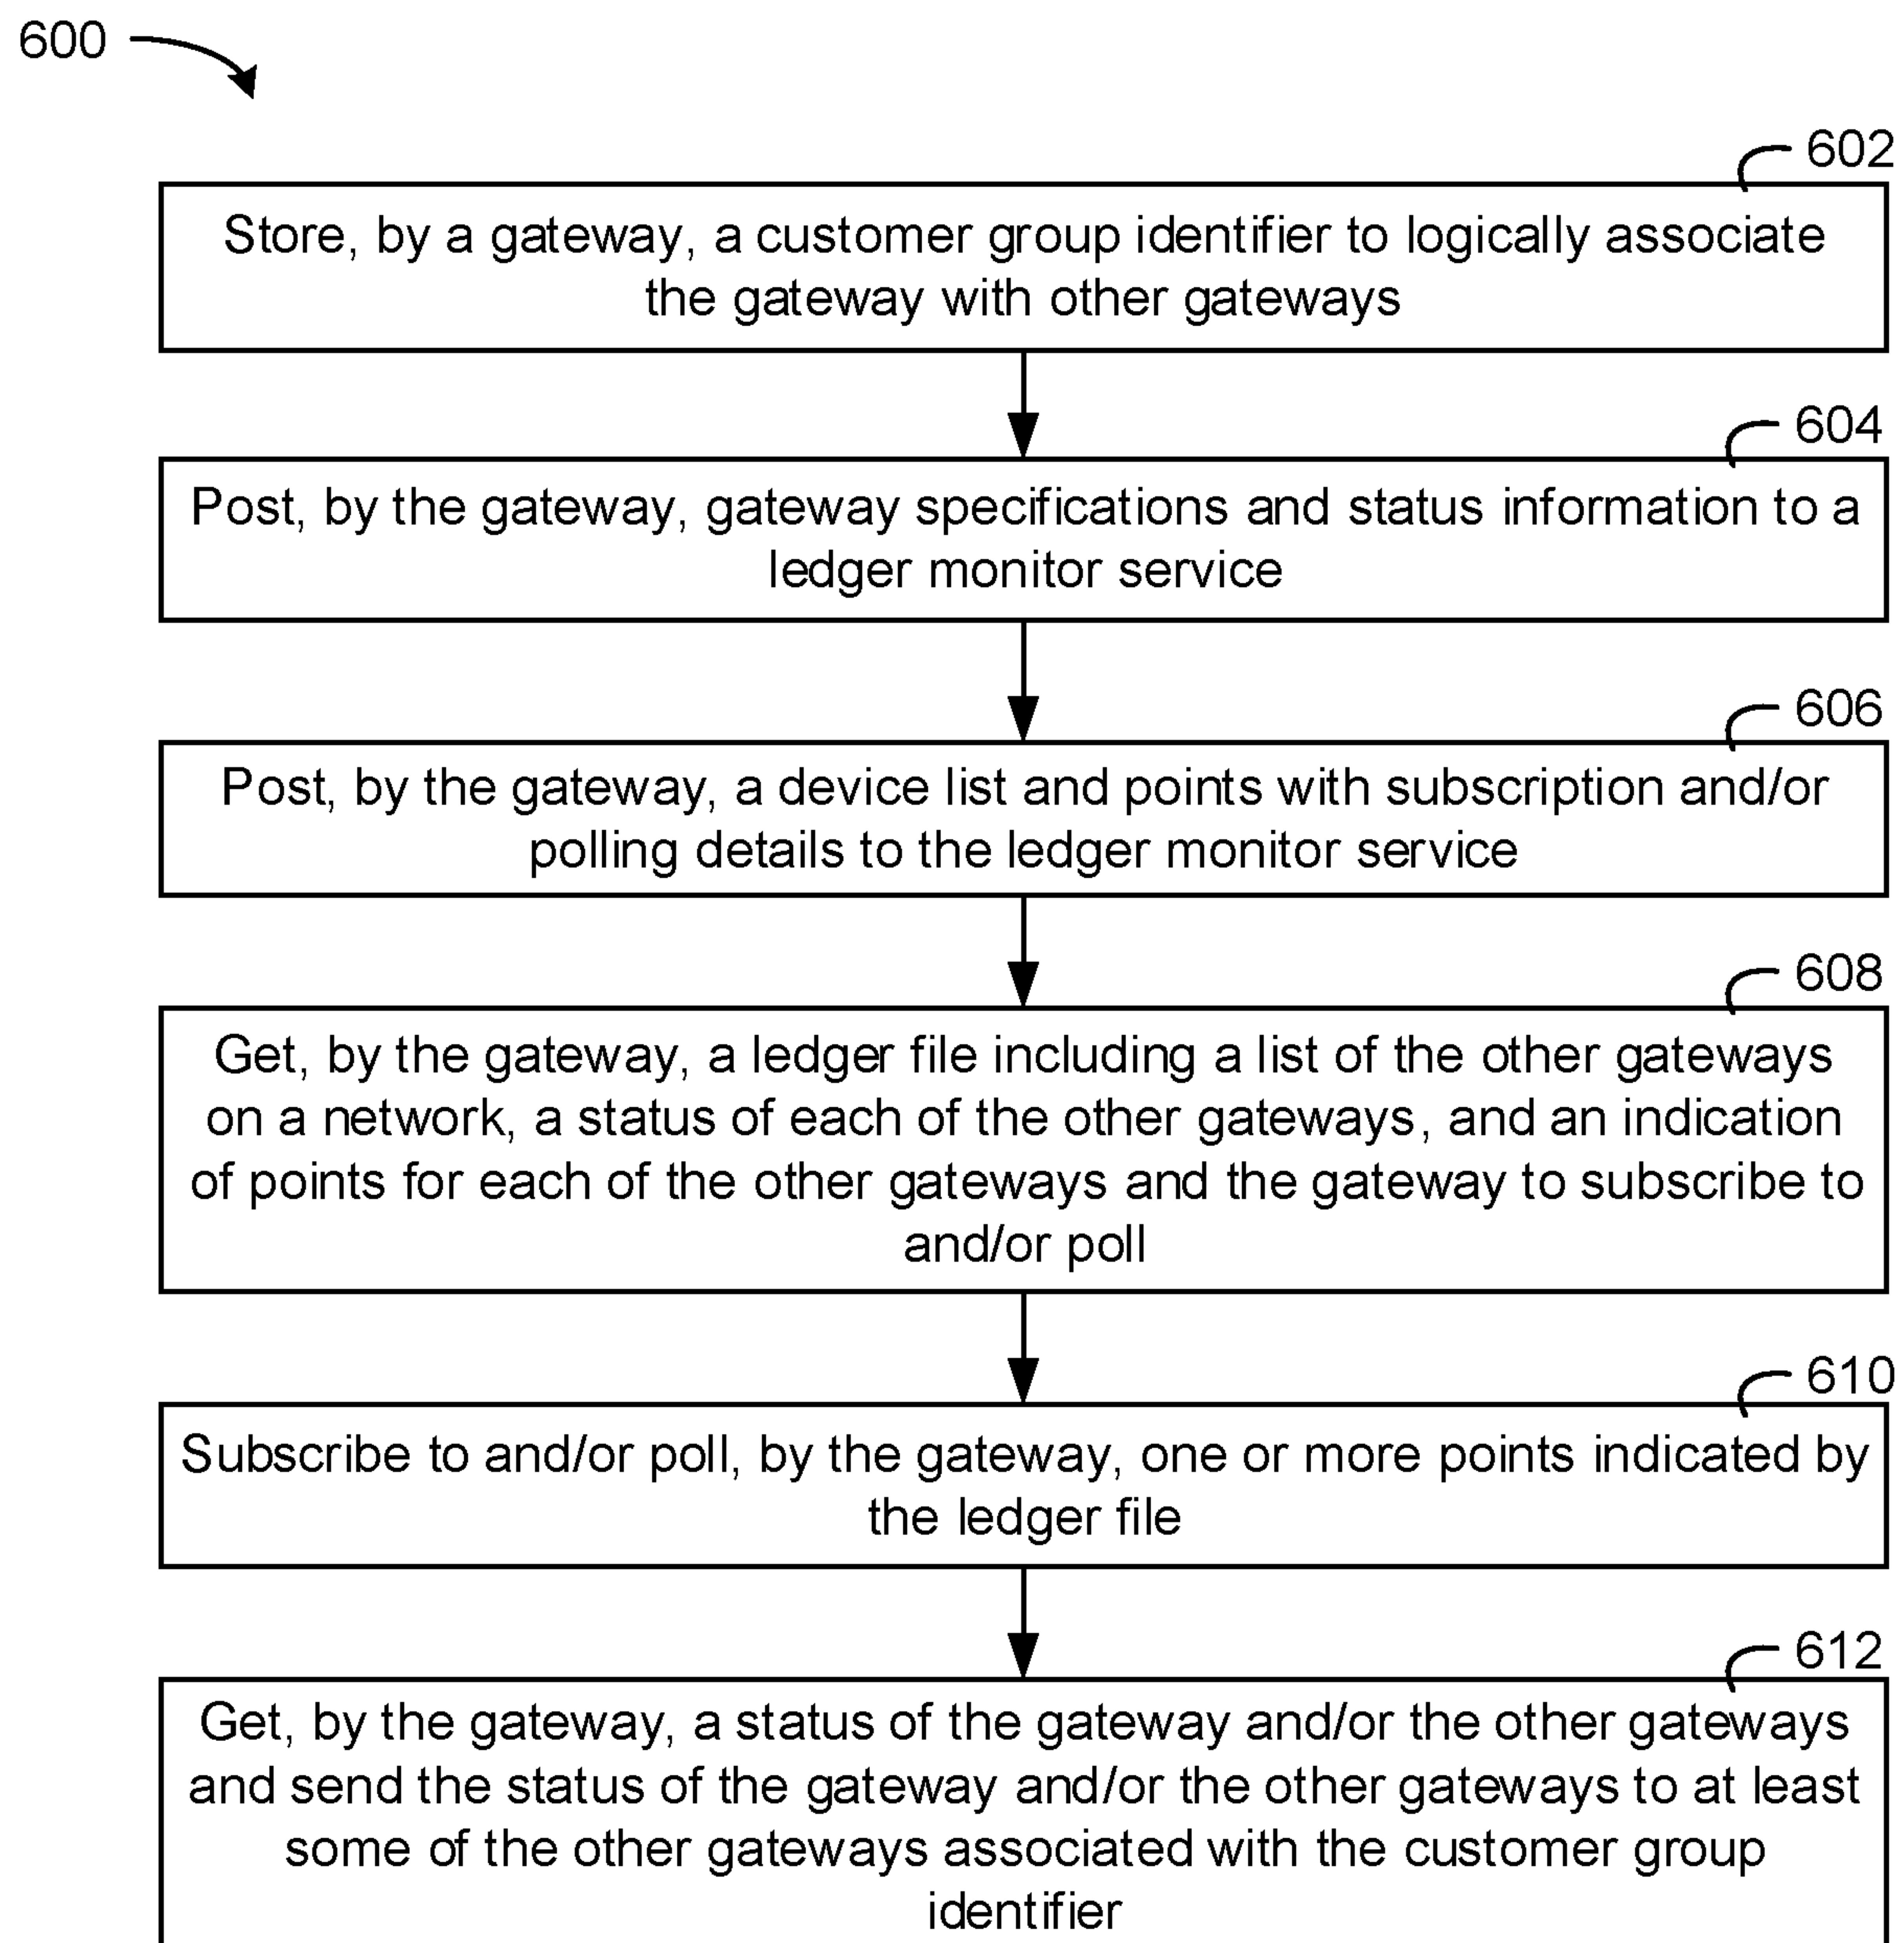 600
602
Store, by a gateway, a customer group identifier to logically associate
the gateway with other gateways
604
Post, by the gateway, gateway specifications and status information to a
ledger monitor service
606
Post, by the gateway, a device list and points with subscription and/or
polling details to the ledger monitor service
608
Get, by the gateway, a ledger file including a list of the other gateways
on a network, a status of each of the other gateways, and an indication
of points for each of the other gateways and the gateway to subscribe to
and/or poll
610
Subscribe to and/or poll, by the gateway, one or more points indicated by
the ledger file
612
Get, by the gateway, a status of the gateway and/or the other gateways
and send the status of the gateway and/or the other gateways to at least
some of the other gateways associated with the customer group
identifier